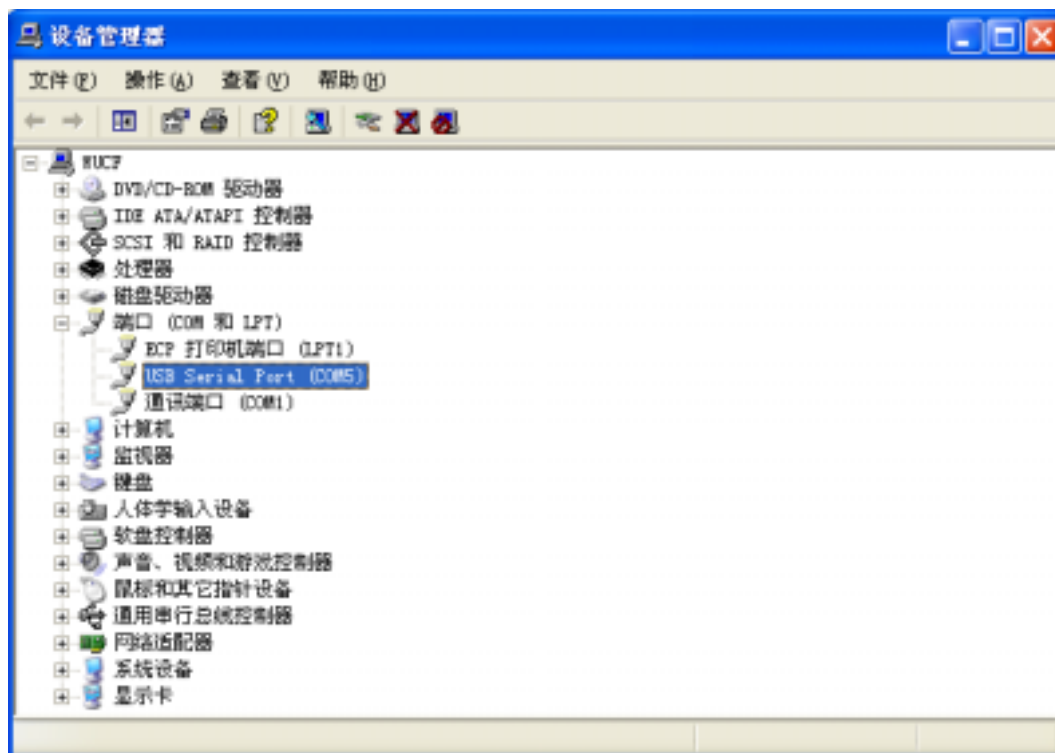 设备管理器
文件(F) 操作(A) 查看(V) 帮助(H)
DVD/CD-ROM 驱动器
IDE ATA/ATAPI 控制器
SCSI 和 RAID 控制器
处理器
磁盘驱动器
端口 (COM 和 LPT)
ECP 打印机端口 (LPT1)
USB Serial Port (COM5)
通讯端口 (COM1)
计算机
监视器
键盘
人体学输入设备
软盘控制器
声音、视频和游戏控制器
鼠标和其它指针设备
通用串行总线控制器
网络适配器
系统设备
显示卡